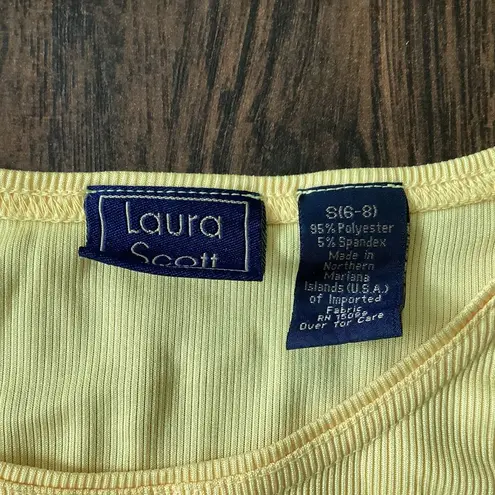 Laura
Scott
S(6-8)
95% Polyester
5% Spandex
Made in
Northern
Mariana
Islands (U.S.A.)
of Imported
Fabric
RN 15099
Over For Care